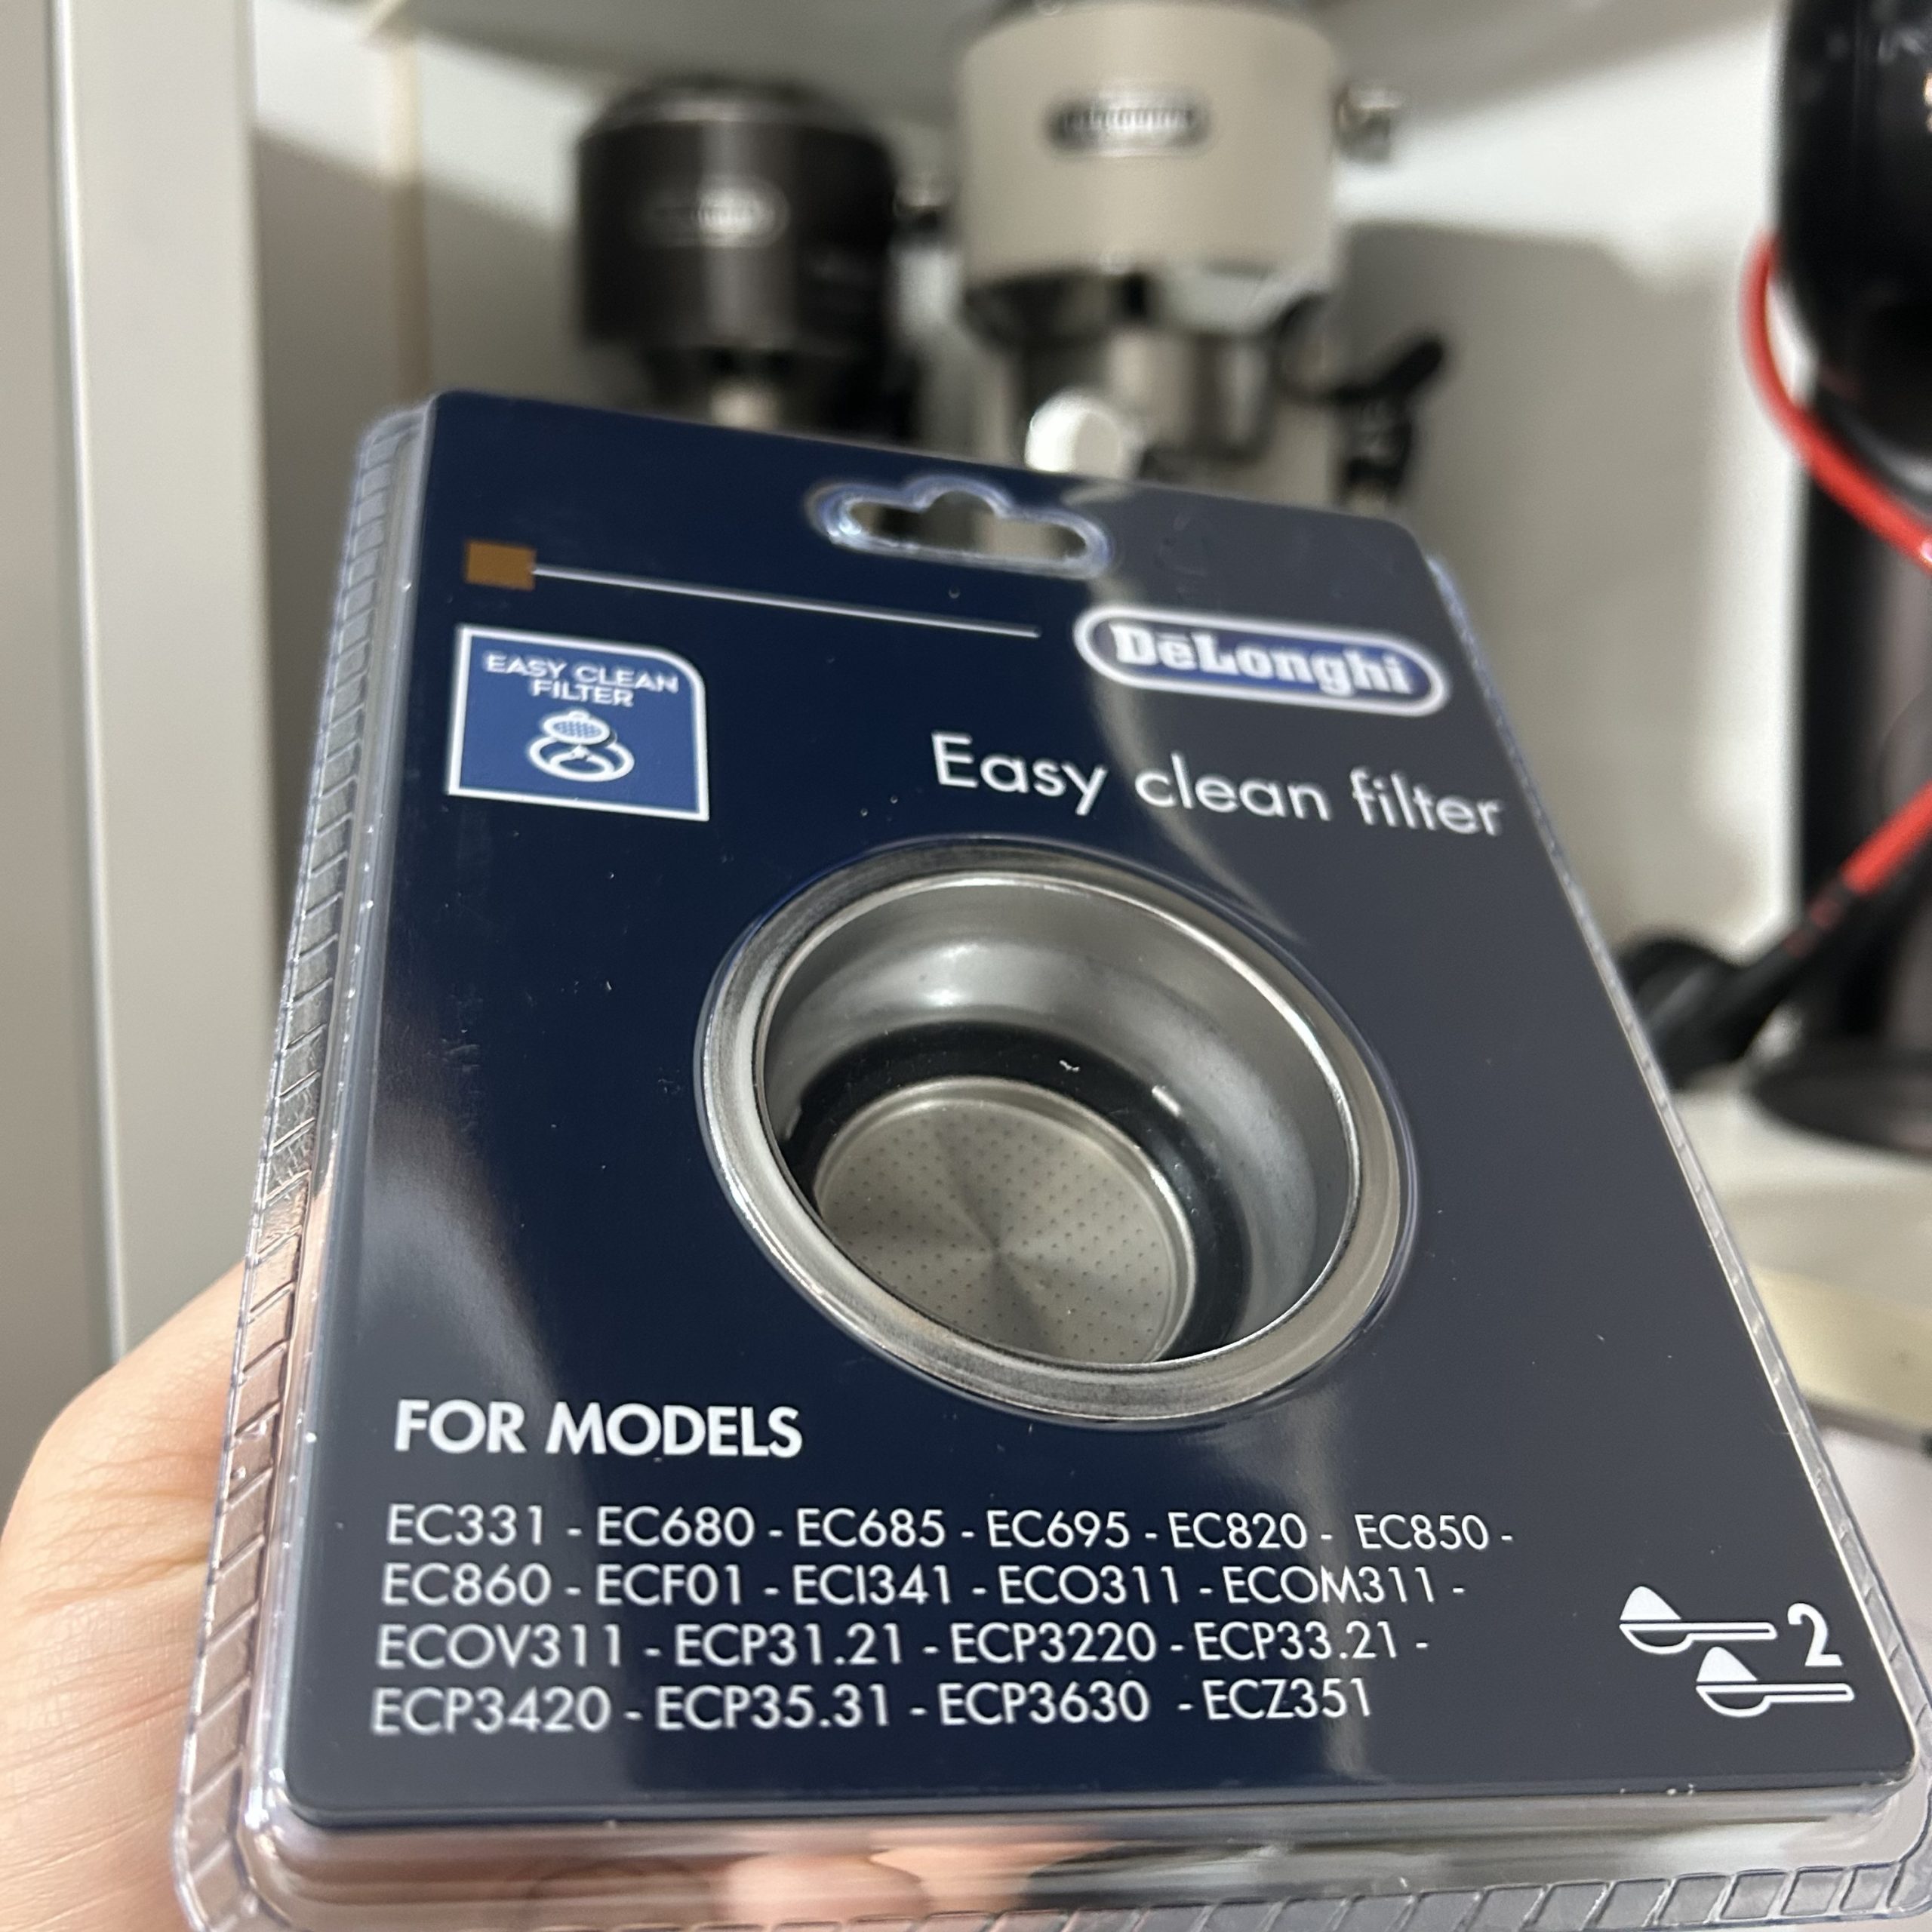 EASY CLEAN
FILTER
DeLonghi
Easy clean filter
FOR MODELS
EC331 - EC680 - EC685 - EC695 - EC820 - EC850 -
EC860 - ECF01 - ECI341 - ECO311 - ECOM311 -
ECOV311 - ECP31.21 - ECP3220 - ECP33.21 -
ECP3420 - ECP35.31 - ECP3630 - ECZ351
2